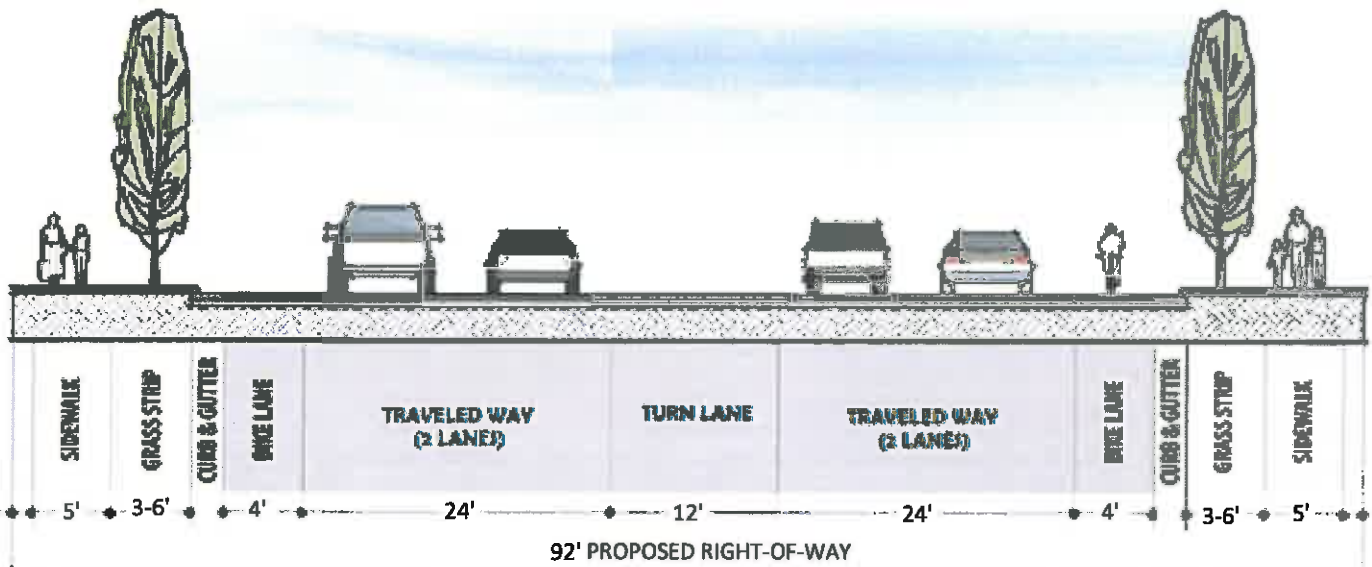 SIDEWALK
GRASS STRIP
CURB & GUTTER
BIKE LANE
TRAVELED WAY
(2 LANES)
TURN LANE
TRAVELED WAY
(2 LANES)
BIKE LANE
CURB & GUTTER
GRASS STRIP
SIDEWALK
5' 3-6' 4' 24' 12' 24' 4' 3-6' 5'
92' PROPOSED RIGHT-OF-WAY